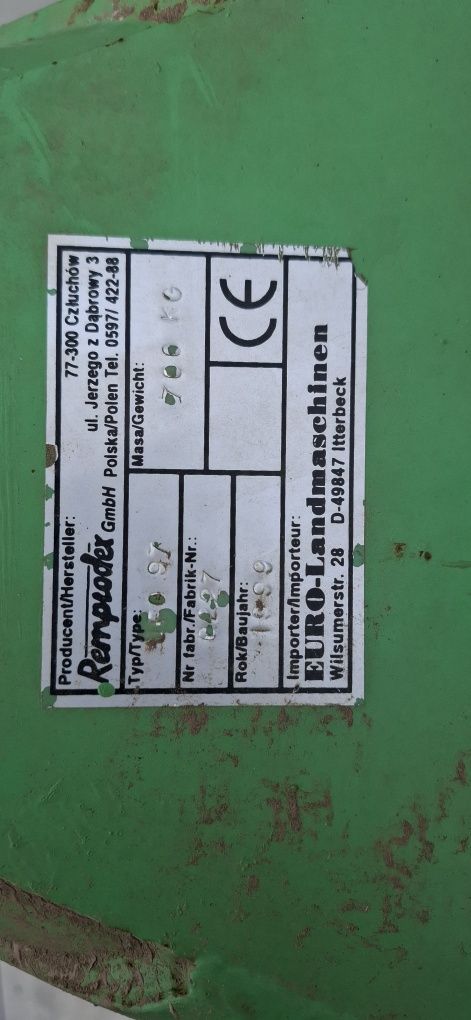 Producent/Hersteller:
77-300 Człuchów
Remprodex GmbH
ul. Jerzego z Dąbrowy 3
Polska/Polen Tel. 0597/ 422-88
Typ/Type:
Masa/Gewicht:
700 KG
Nr fabr./Fabrik-Nr.:
Rok/Baujahr:
CE
Importer/Importeur:
EURO-Landmaschinen
Wilsumerstr. 28 D-49847 Itterbeck